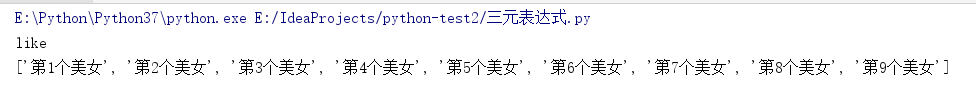 E:\Python\Python37\python.exe E:/IdeaProjects/python-test2/三元表达式.py
like
['第1个美女', '第2个美女', '第3个美女', '第4个美女', '第5个美女', '第6个美女', '第7个美女', '第8个美女', '第9个美女']